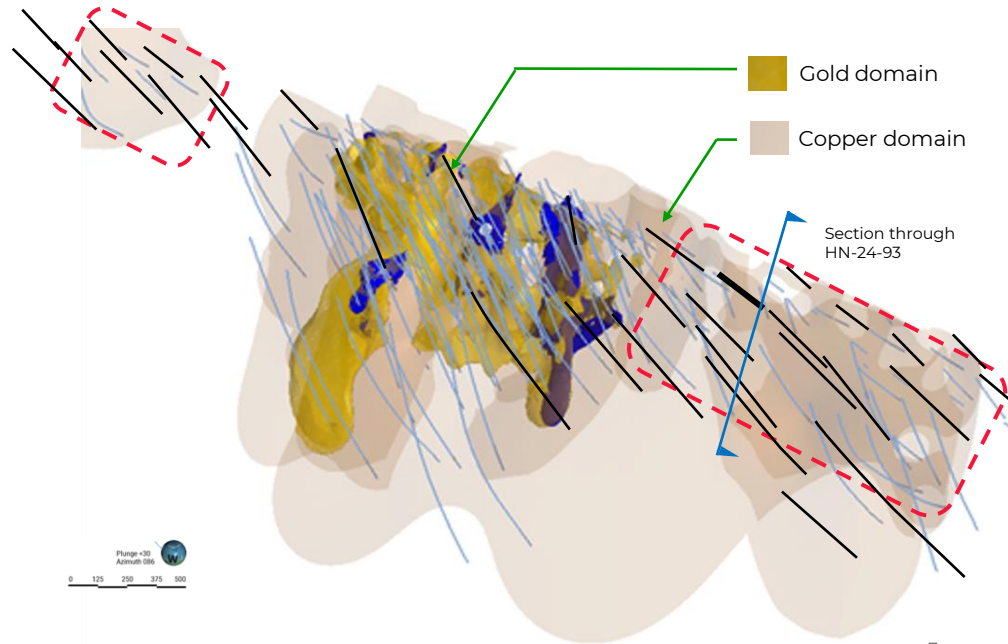 Gold domain
Copper domain
Section through
HN-24-93
Plunge +30
Azimuth 086
W
0 125 250 375 500